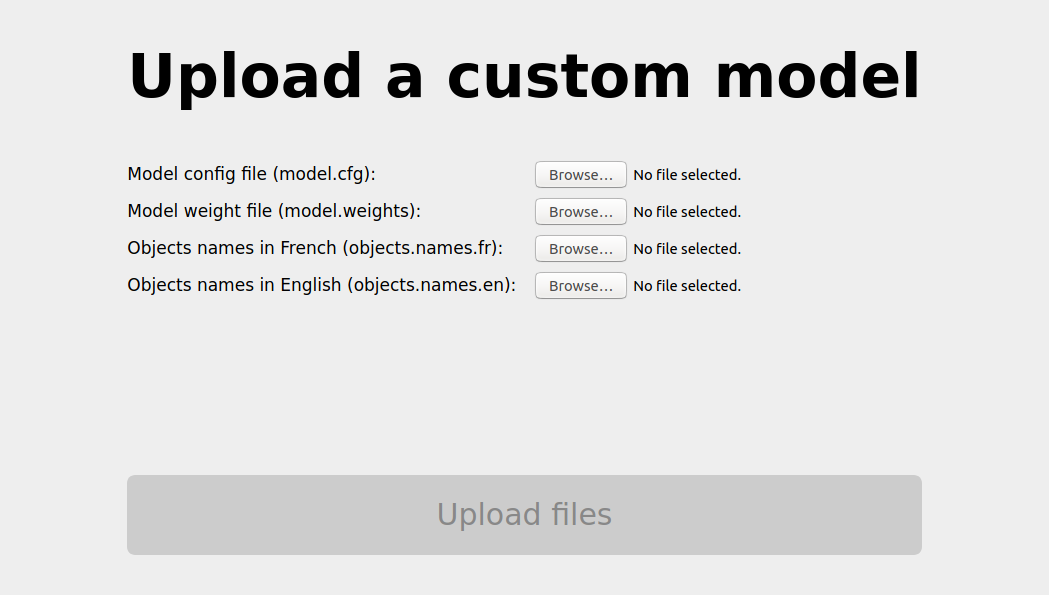 Upload a custom model
Model config file (model.cfg): Browse... No file selected.
Model weight file (model.weights): Browse... No file selected.
Objects names in French (objects.names.fr): Browse... No file selected.
Objects names in English (objects.names.en): Browse... No file selected.
Upload files